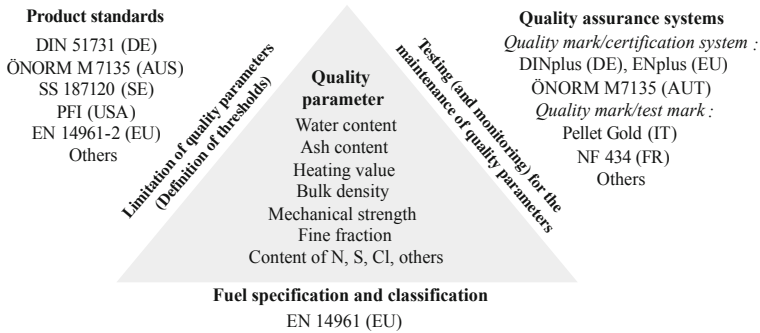 Product standards
DIN 51731 (DE)
ÖNORM M 7135 (AUS)
SS 187120 (SE)
PFI (USA)
EN 14961-2 (EU)
Others
Limitation of quality parameters
(Definition of thresholds)
Quality
parameter
Water content
Ash content
Heating value
Bulk density
Mechanical strength
Fine fraction
Content of N, S, Cl, others
Testing (and monitoring) for the
maintenance of quality parameters
Quality assurance systems
Quality mark/certification system :
DINplus (DE), ENplus (EU)
ÖNORM M7135 (AUT)
Quality mark/test mark :
Pellet Gold (IT)
NF 434 (FR)
Others
Fuel specification and classification
EN 14961 (EU)